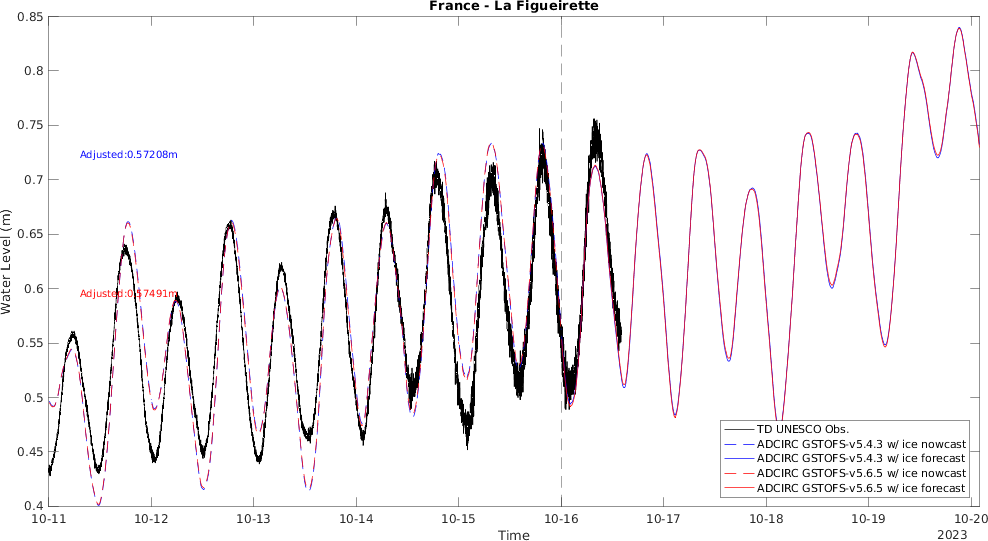 France - La Figueirette
0.85
0.8
0.75
0.7
0.65
0.6
0.55
0.5
0.45
0.4
Water Level (m)
Adjusted:0.57208m
Adjusted:0.57491m
TD UNESCO Obs.
ADCIRC GSTOFS-v5.4.3 w/ ice nowcast
ADCIRC GSTOFS-v5.4.3 w/ ice forecast
ADCIRC GSTOFS-v5.6.5 w/ ice nowcast
ADCIRC GSTOFS-v5.6.5 w/ ice forecast
10-11 10-12 10-13 10-14 10-15 10-16 10-17 10-18 10-19 10-20
Time
2023